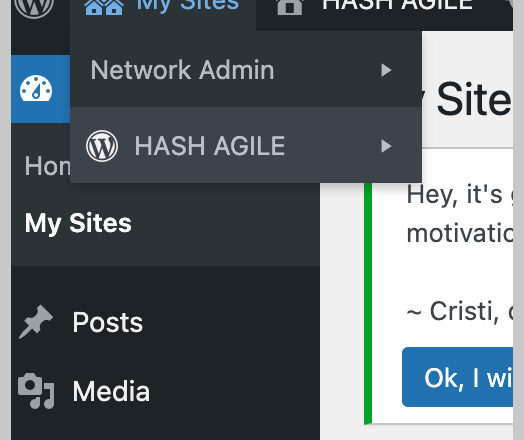 My Sites
HASH AGILE
Network Admin
HASH AGILE
Site
Hom
My Sites
Hey, it's
motivatio
~ Cristi,
Posts
Ok, I wi
Media